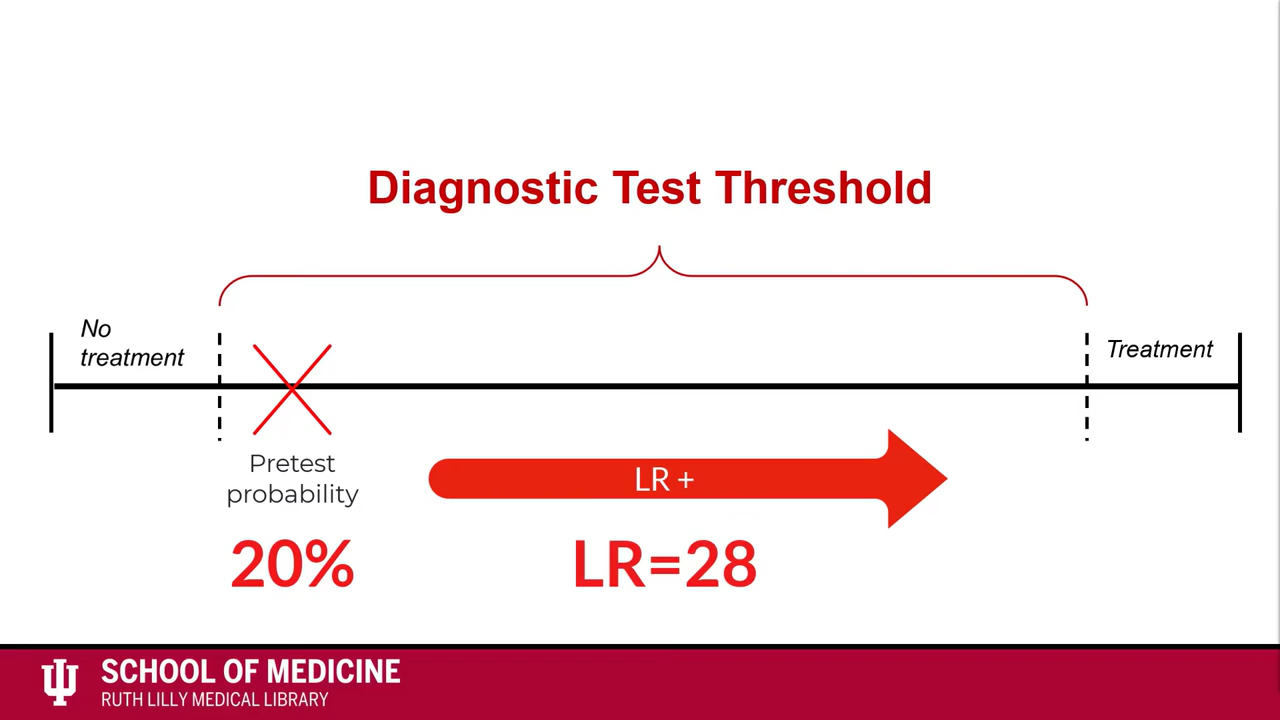 Diagnostic Test Threshold
No
treatment
Treatment
Pretest
probability
LR +
20%
LR=28
SCHOOL OF MEDICINE
RUTH LILLY MEDICAL LIBRARY